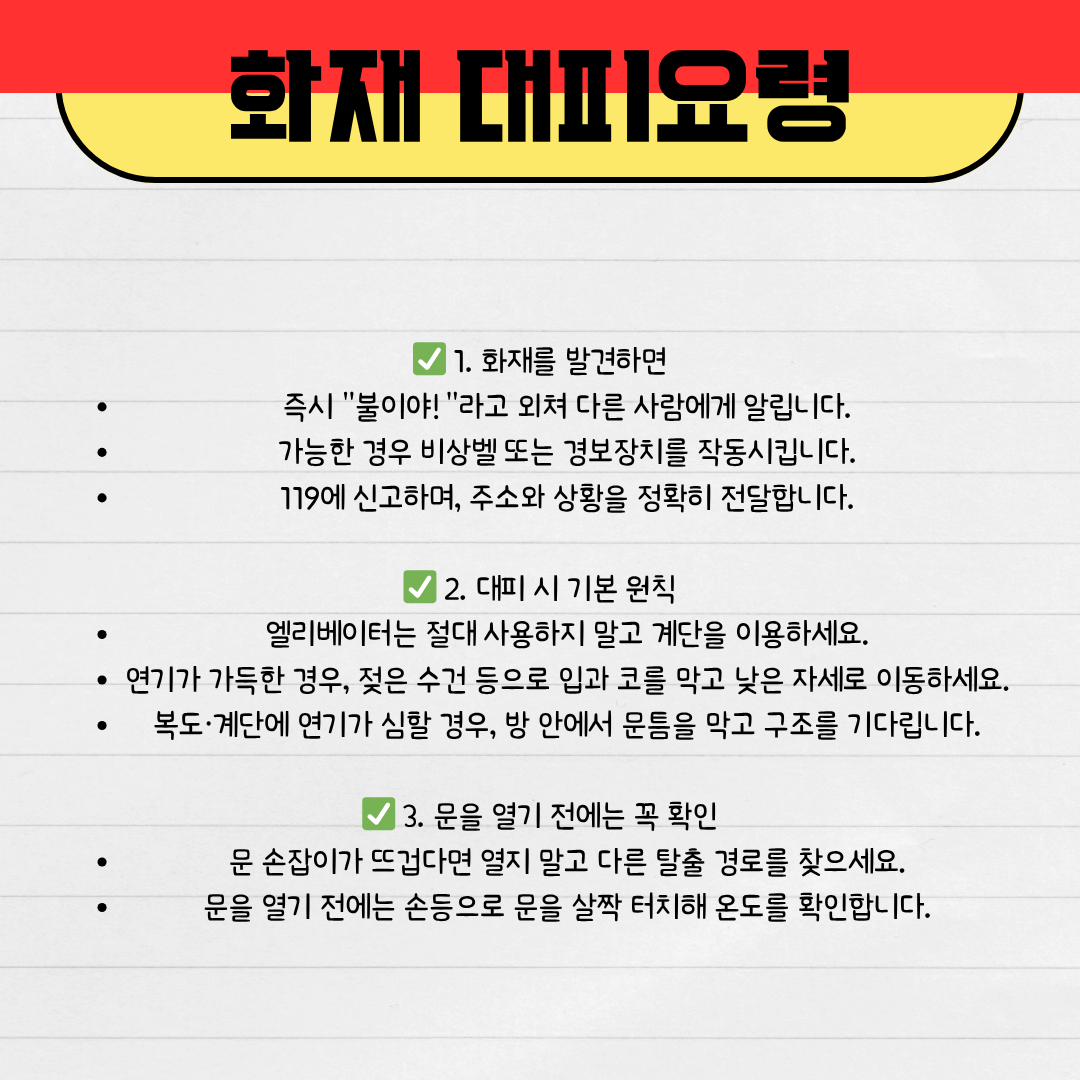 화재 대피요령
✅ 1. 화재를 발견하면
• 즉시 "불이야! "라고 외쳐 다른 사람에게 알립니다.
• 가능한 경우 비상벨 또는 경보장치를 작동시킵니다.
• 119에 신고하며, 주소와 상황을 정확히 전달합니다.
✅ 2. 대피 시 기본 원칙
• 엘리베이터는 절대 사용하지 말고 계단을 이용하세요.
• 연기가 가득한 경우, 젖은 수건 등으로 입과 코를 막고 낮은 자세로 이동하세요.
• 복도·계단에 연기가 심할 경우, 방 안에서 문틈을 막고 구조를 기다립니다.
✅ 3. 문을 열기 전에는 꼭 확인
• 문 손잡이가 뜨겁다면 열지 말고 다른 탈출 경로를 찾으세요.
• 문을 열기 전에는 손등으로 문을 살짝 터치해 온도를 확인합니다.